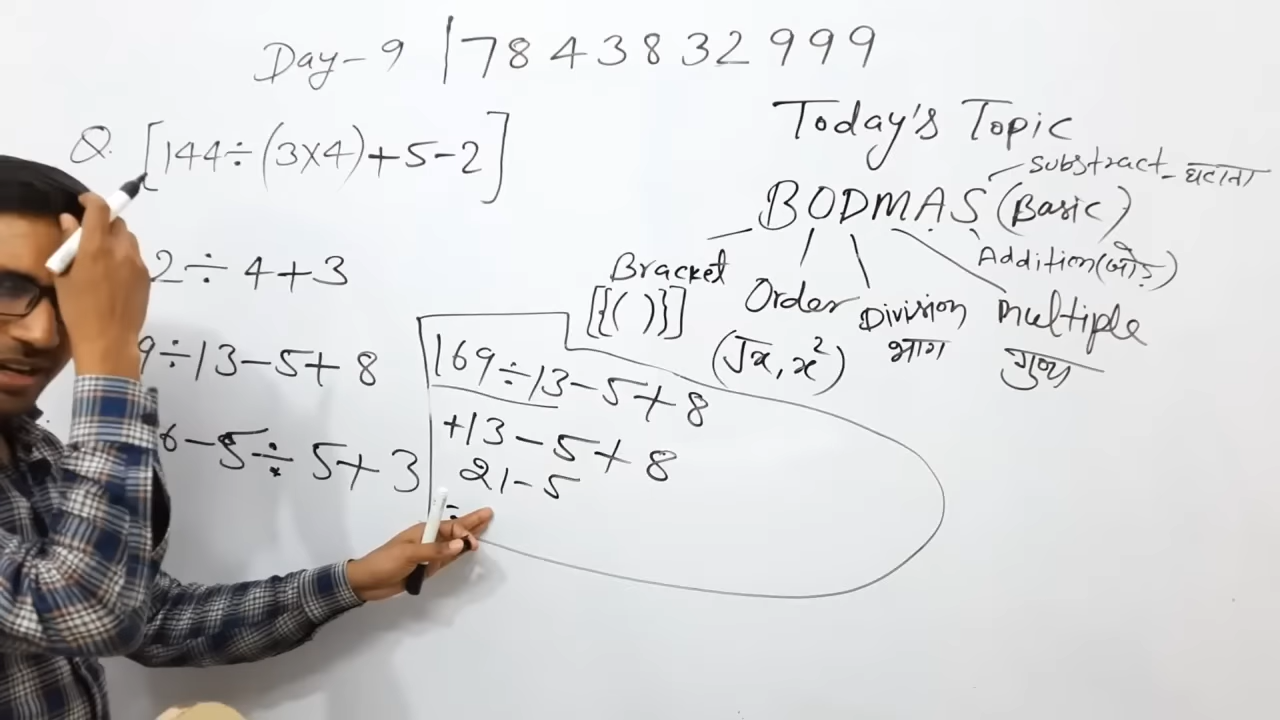 Day-9 | 7843832999
Q. [144÷(3×4)+5-2]
2÷4+3
9÷13-5+8
6-5÷5+3
169÷13-5+8
+13-5+8
21-5
=
Today's Topic
BODMAS (Basic)
Substract - घटाना
Addition (जोड़)
Bracket
[{( )}]
Order
(√x, x²)
Division
भाग
multiple
गुणा